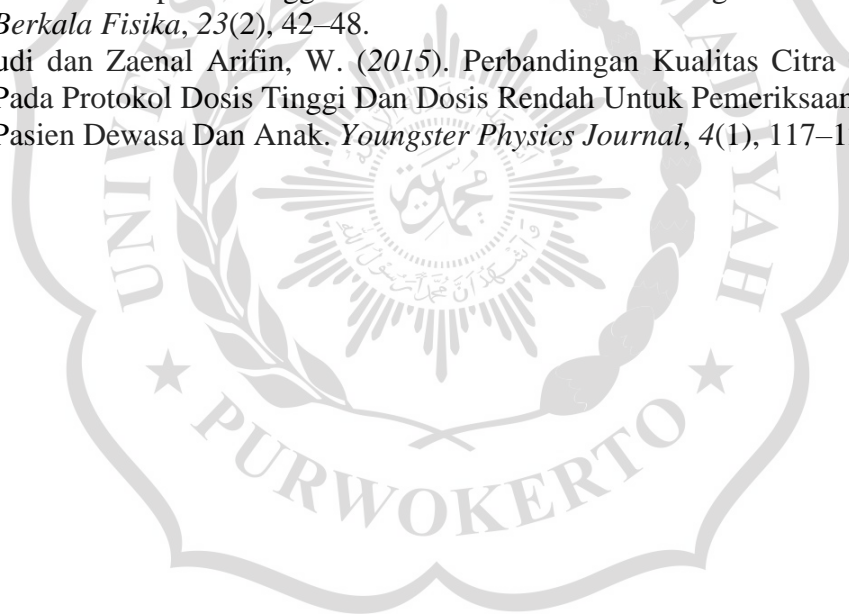 Berkala Fisika, 23(2), 42–48.
udi dan Zaenal Arifin, W. (2015). Perbandingan Kualitas Citra
Pada Protokol Dosis Tinggi Dan Dosis Rendah Untuk Pemeriksaan
Pasien Dewasa Dan Anak. Youngster Physics Journal, 4(1), 117–1
PURWOKERTO